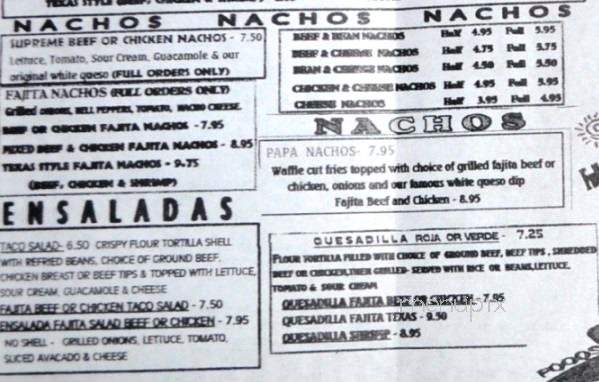 TEXAS STYLE (BEEF, CHICKEN & SHRIMP)
NACHOS NACHOS NACHOS
SUPREME BEEF OR CHICKEN NACHOS - 7.50
Lettuce, Tomato, Sour Cream, Guacamole & our
original white queso (FULL ORDERS ONLY)
FAJITA NACHOS (FULL ORDERS ONLY)
Grilled ONIONS, BELL PEPPERS, TOMATO, NACHO CHEESE.
BEEF OR CHICKEN FAJITA NACHOS - 7.95
MIXED BEEF & CHICKEN FAJITA NACHOS - 8.95
TEXAS STYLE FAJITA NACHOS - 9.75
(BEEF, CHICKEN & SHRIMP)
BEEF & BEAN NACHOS Half 4.95 Full 5.95
BEEF & CHEESE NACHOS Half 4.75 Full 5.75
BEAN & CHEESE NACHOS Half 4.50 Full 5.50
CHICKEN & CHEESE NACHOS Half 4.95 Full 5.95
CHEESE NACHOS Half 3.95 Full 4.95
NACHOS
PAPA NACHOS- 7.95
Waffle cut fries topped with choice of grilled fajita beef or
chicken, onions and our famous white queso dip
Fajita Beef and Chicken - 8.95
ENSALADAS
TACO SALAD- 6.50 CRISPY FLOUR TORTILLA SHELL
WITH REFRIED BEANS, CHOICE OF GROUND BEEF,
CHICKEN BREAST OR BEEF TIPS & TOPPED WITH LETTUCE,
SOUR CREAM, GUACAMOLE & CHEESE
FAJITA BEEF OR CHICKEN TACO SALAD - 7.50
ENSALADA FAJITA SALAD BEEF OR CHICKEN - 7.95
NO SHELL - GRILLED ONIONS, LETTUCE, TOMATO,
SLICED AVACADO & CHEESE
QUESADILLA ROJA OR VERDE - 7.25
FLOUR TORTILLA FILLED WITH CHOICE OF GROUND BEEF, BEEF TIPS, SHREDDED
BEEF OR CHICKEN, THEN GRILLED- SERVED WITH RICE OR BEANS, LETTUCE,
TOMATO & SOUR CREAM
QUESADILLA FAJITA BEEF OR CHICKEN - 7.95
QUESADILLA FAJITA TEXAS - 9.50
QUESADILLA SHRIMP - 8.95